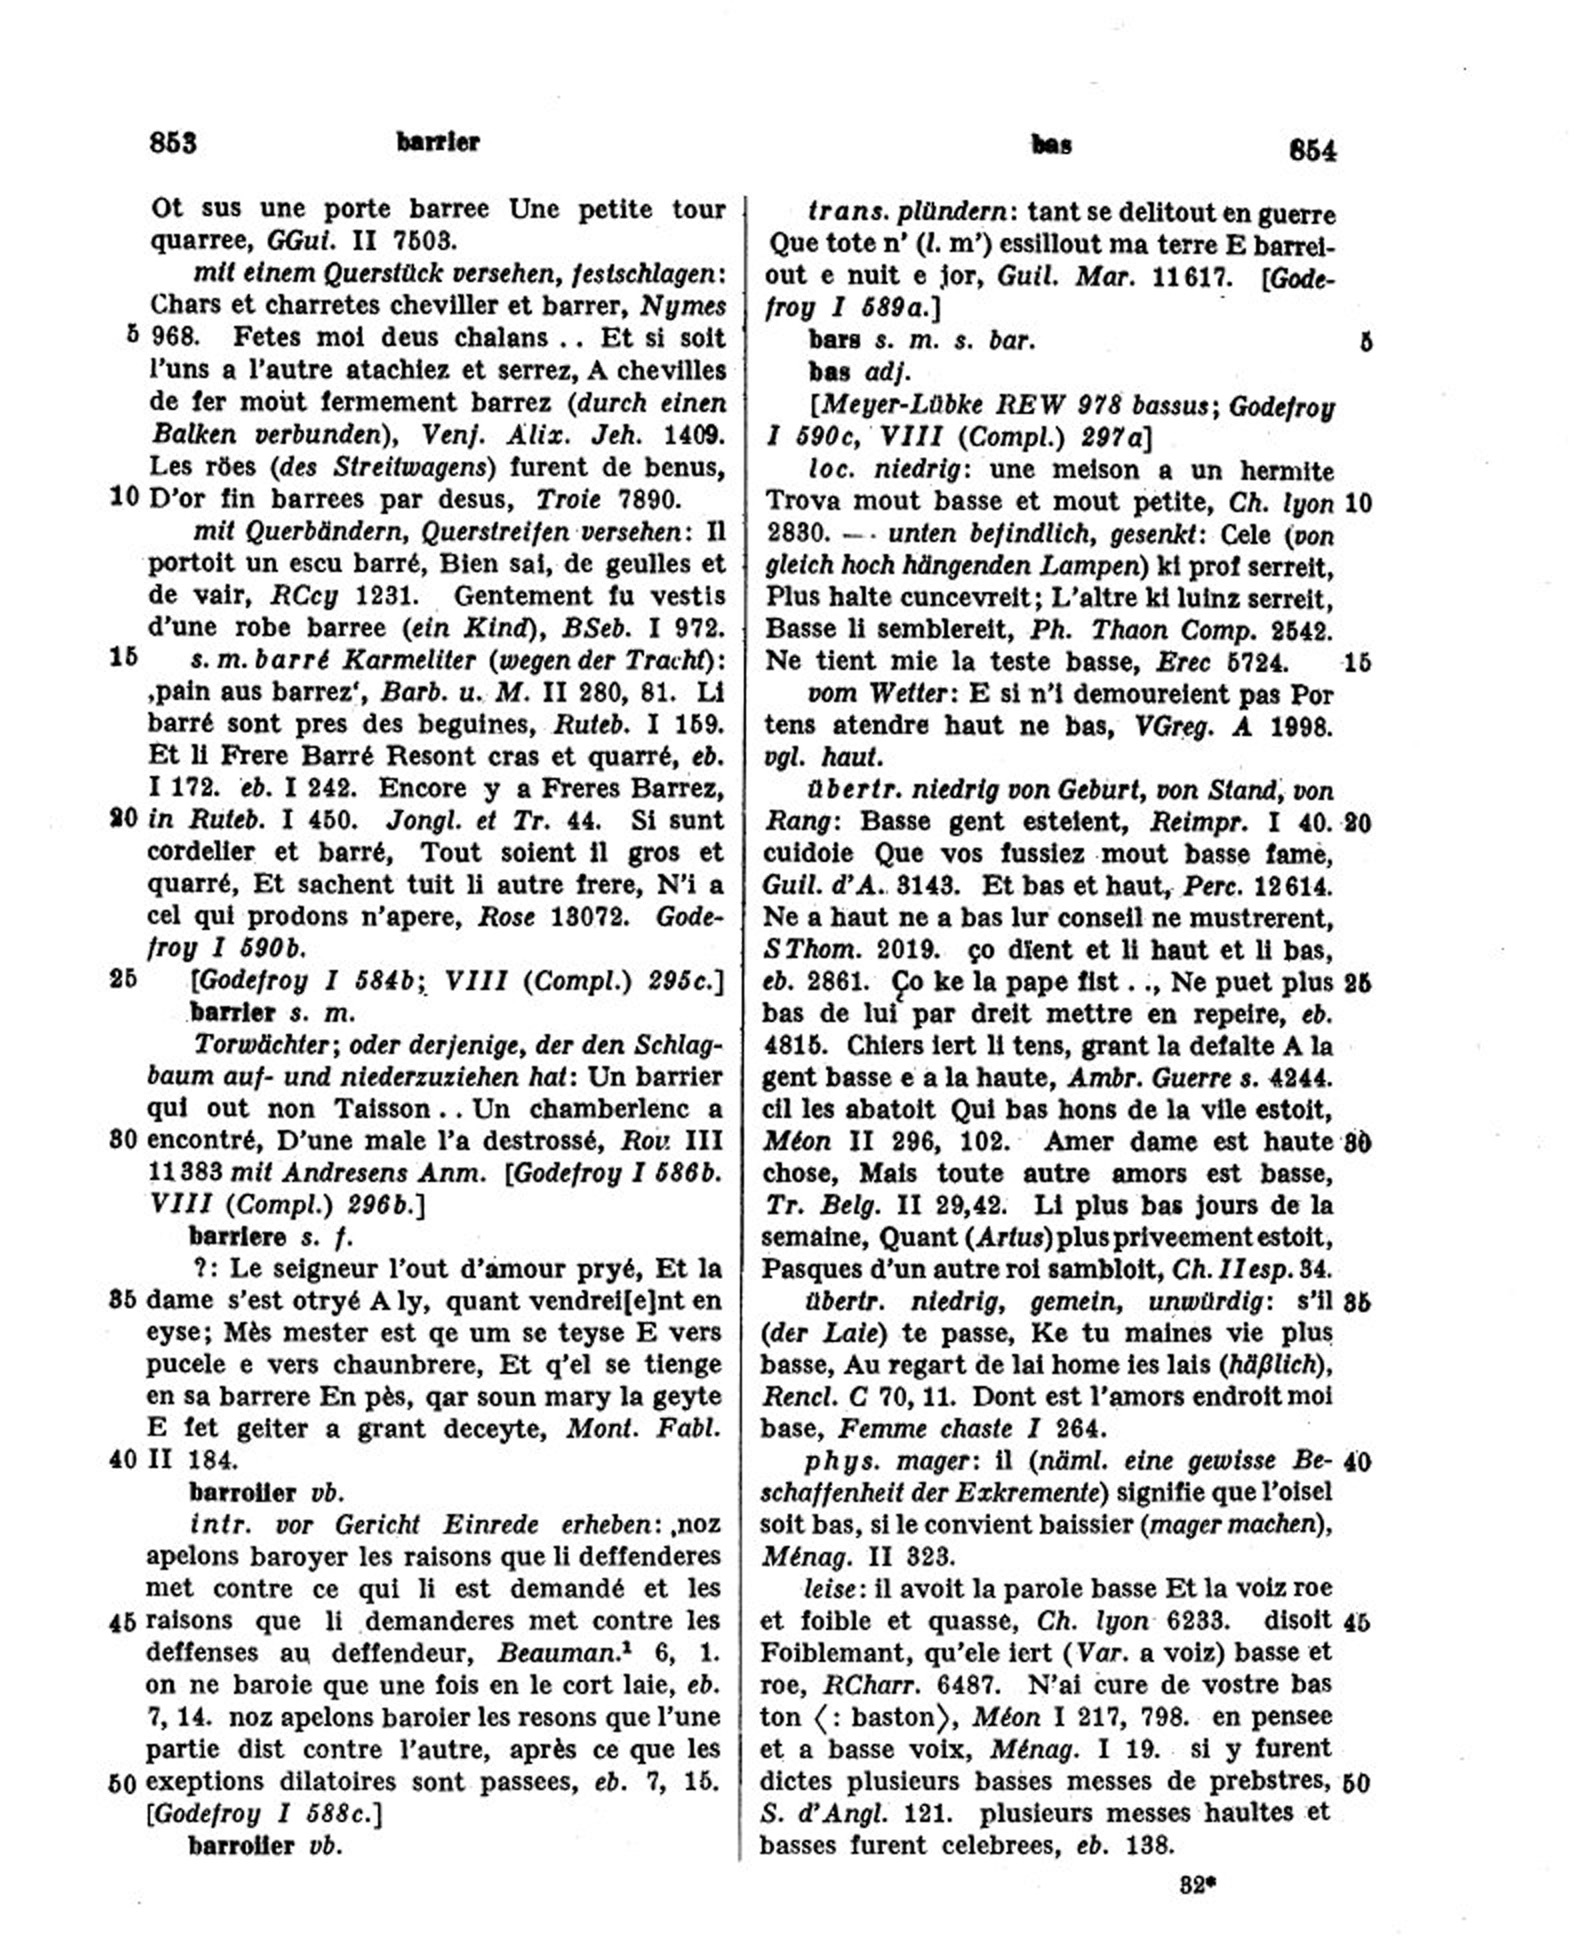 853 barrier
Ot sus une porte barree Une petite tour
quarree, GGui. II 7503.
mit einem Querstück versehen, festschlagen:
Chars et charretes cheviller et barrer, Nymes
5 968. Fetes moi deus chalans .. Et si soit
l'uns a l'autre atachiez et serrez, A chevilles
de fer mout fermement barrez (durch einen
Balken verbunden), Venj. Alix. Jeh. 1409.
Les röes (des Streitwagens) furent de benus,
10 D'or fin barrees par desus, Troie 7890.
mit Querbändern, Querstreifen versehen: Il
portoit un escu barré, Bien sai, de geulles et
de vair, RCcy 1231. Gentement fu vestis
d'une robe barree (ein Kind), BSeb. I 972.
15 s. m. barré Karmeliter (wegen der Tracht):
‚pain aus barrez‘, Barb. u. M. II 280, 81. Li
barré sont pres des beguines, Ruteb. I 159.
Et li Frere Barré Resont cras et quarré, eb.
I 172. eb. I 242. Encore y a Freres Barrez,
20 in Ruteb. I 450. Jongl. et Tr. 44. Si sunt
cordelier et barré, Tout soient il gros et
quarré, Et sachent tuit li autre frere, N'i a
cel qui prodons n'apere, Rose 13072. Gode-
froy I 590b.
25 [Godefroy I 584b; VIII (Compl.) 295c.]
barrier s. m.
Torwächter; oder derjenige, der den Schlag-
baum auf- und niederzuziehen hat: Un barrier
qui out non Taisson .. Un chamberlenc a
30 encontré, D'une male l'a destrossé, Rou III
11383 mit Andresens Anm. [Godefroy I 586b.
VIII (Compl.) 296b.]
barriere s. f.
?: Le seigneur l'out d'amour pryé, Et la
35 dame s'est otryé A ly, quant vendrei[e]nt en
eyse; Mès mester est qe um se teyse E vers
pucele e vers chaunbrere, Et q'el se tienge
en sa barrere En pès, qar soun mary la geyte
E fet geiter a grant deceyte, Mont. Fabl.
40 II 184.
barroiier vb.
intr. vor Gericht Einrede erheben: ‚noz
apelons baroyer les raisons que li deffenderes
met contre ce qui li est demandé et les
45 raisons que li demanderes met contre les
deffenses au deffendeur, Beauman.¹ 6, 1.
on ne baroie que une fois en le cort laie, eb.
7, 14. noz apelons baroier les resons que l'une
partie dist contre l'autre, après ce que les
50 exeptions dilatoires sont passees, eb. 7, 15.
[Godefroy I 588c.]
barroiier vb.
bas 854
trans. plündern: tant se delitout en guerre
Que tote n' (l. m') essillout ma terre E barrei-
out e nuit e jor, Guil. Mar. 11617. [Gode-
froy I 589a.]
bars s. m. s. bar. 5
bas adj.
[Meyer-Lübke REW 978 bassus; Godefroy
I 590c, VIII (Compl.) 297a]
loc. niedrig: une meison a un hermite
Trova mout basse et mout petite, Ch. lyon 10
2830. — unten befindlich, gesenkt: Cele (von
gleich hoch hängenden Lampen) ki prof serreit,
Plus halte cuncevreit; L'altre ki luinz serreit,
Basse li semblereit, Ph. Thaon Comp. 2542.
Ne tient mie la teste basse, Erec 5724. 15
vom Wetter: E si n'i demoureient pas Por
tens atendre haut ne bas, VGreg. A 1998.
vgl. haut.
übertr. niedrig von Geburt, von Stand, von
Rang: Basse gent esteient, Reimpr. I 40. 20
cuidoie Que vos fussiez mout basse fame,
Guil. d'A. 3143. Et bas et haut, Perc. 12614.
Ne a haut ne a bas lur conseil ne mustrerent,
SThom. 2019. ço dïent et li haut et li bas,
eb. 2861. Ço ke la pape fist . ., Ne puet plus 25
bas de lui par dreit mettre en repeire, eb.
4815. Chiers iert li tens, grant la defalte A la
gent basse e a la haute, Ambr. Guerre s. 4244.
cil les abatoit Qui bas hons de la vile estoit,
Méon II 296, 102. Amer dame est haute 30
chose, Mais toute autre amors est basse,
Tr. Belg. II 29,42. Li plus bas jours de la
semaine, Quant (Artus) plus priveement estoit,
Pasques d'un autre roi sambloit, Ch. II esp. 34.
übertr. niedrig, gemein, unwürdig: s'il 35
(der Laie) te passe, Ke tu maines vie plus
basse, Au regart de lai home ies lais (häßlich),
Rencl. C 70, 11. Dont est l'amors endroit moi
base, Femme chaste I 264.
phys. mager: il (näml. eine gewisse Be- 40
schaffenheit der Exkremente) signifie que l'oisel
soit bas, si le convient baissier (mager machen),
Ménag. II 323.
leise: il avoit la parole basse Et la voiz roe
et foible et quasse, Ch. lyon 6233. disoit 45
Foiblemant, qu'ele iert (Var. a voiz) basse et
roe, RCharr. 6487. N'ai cure de vostre bas
ton ⟨: baston⟩, Méon I 217, 798. en pensee
et a basse voix, Ménag. I 19. si y furent
dictes plusieurs basses messes de prebstres, 50
S. d'Angl. 121. plusieurs messes haultes et
basses furent celebrees, eb. 138.
32*